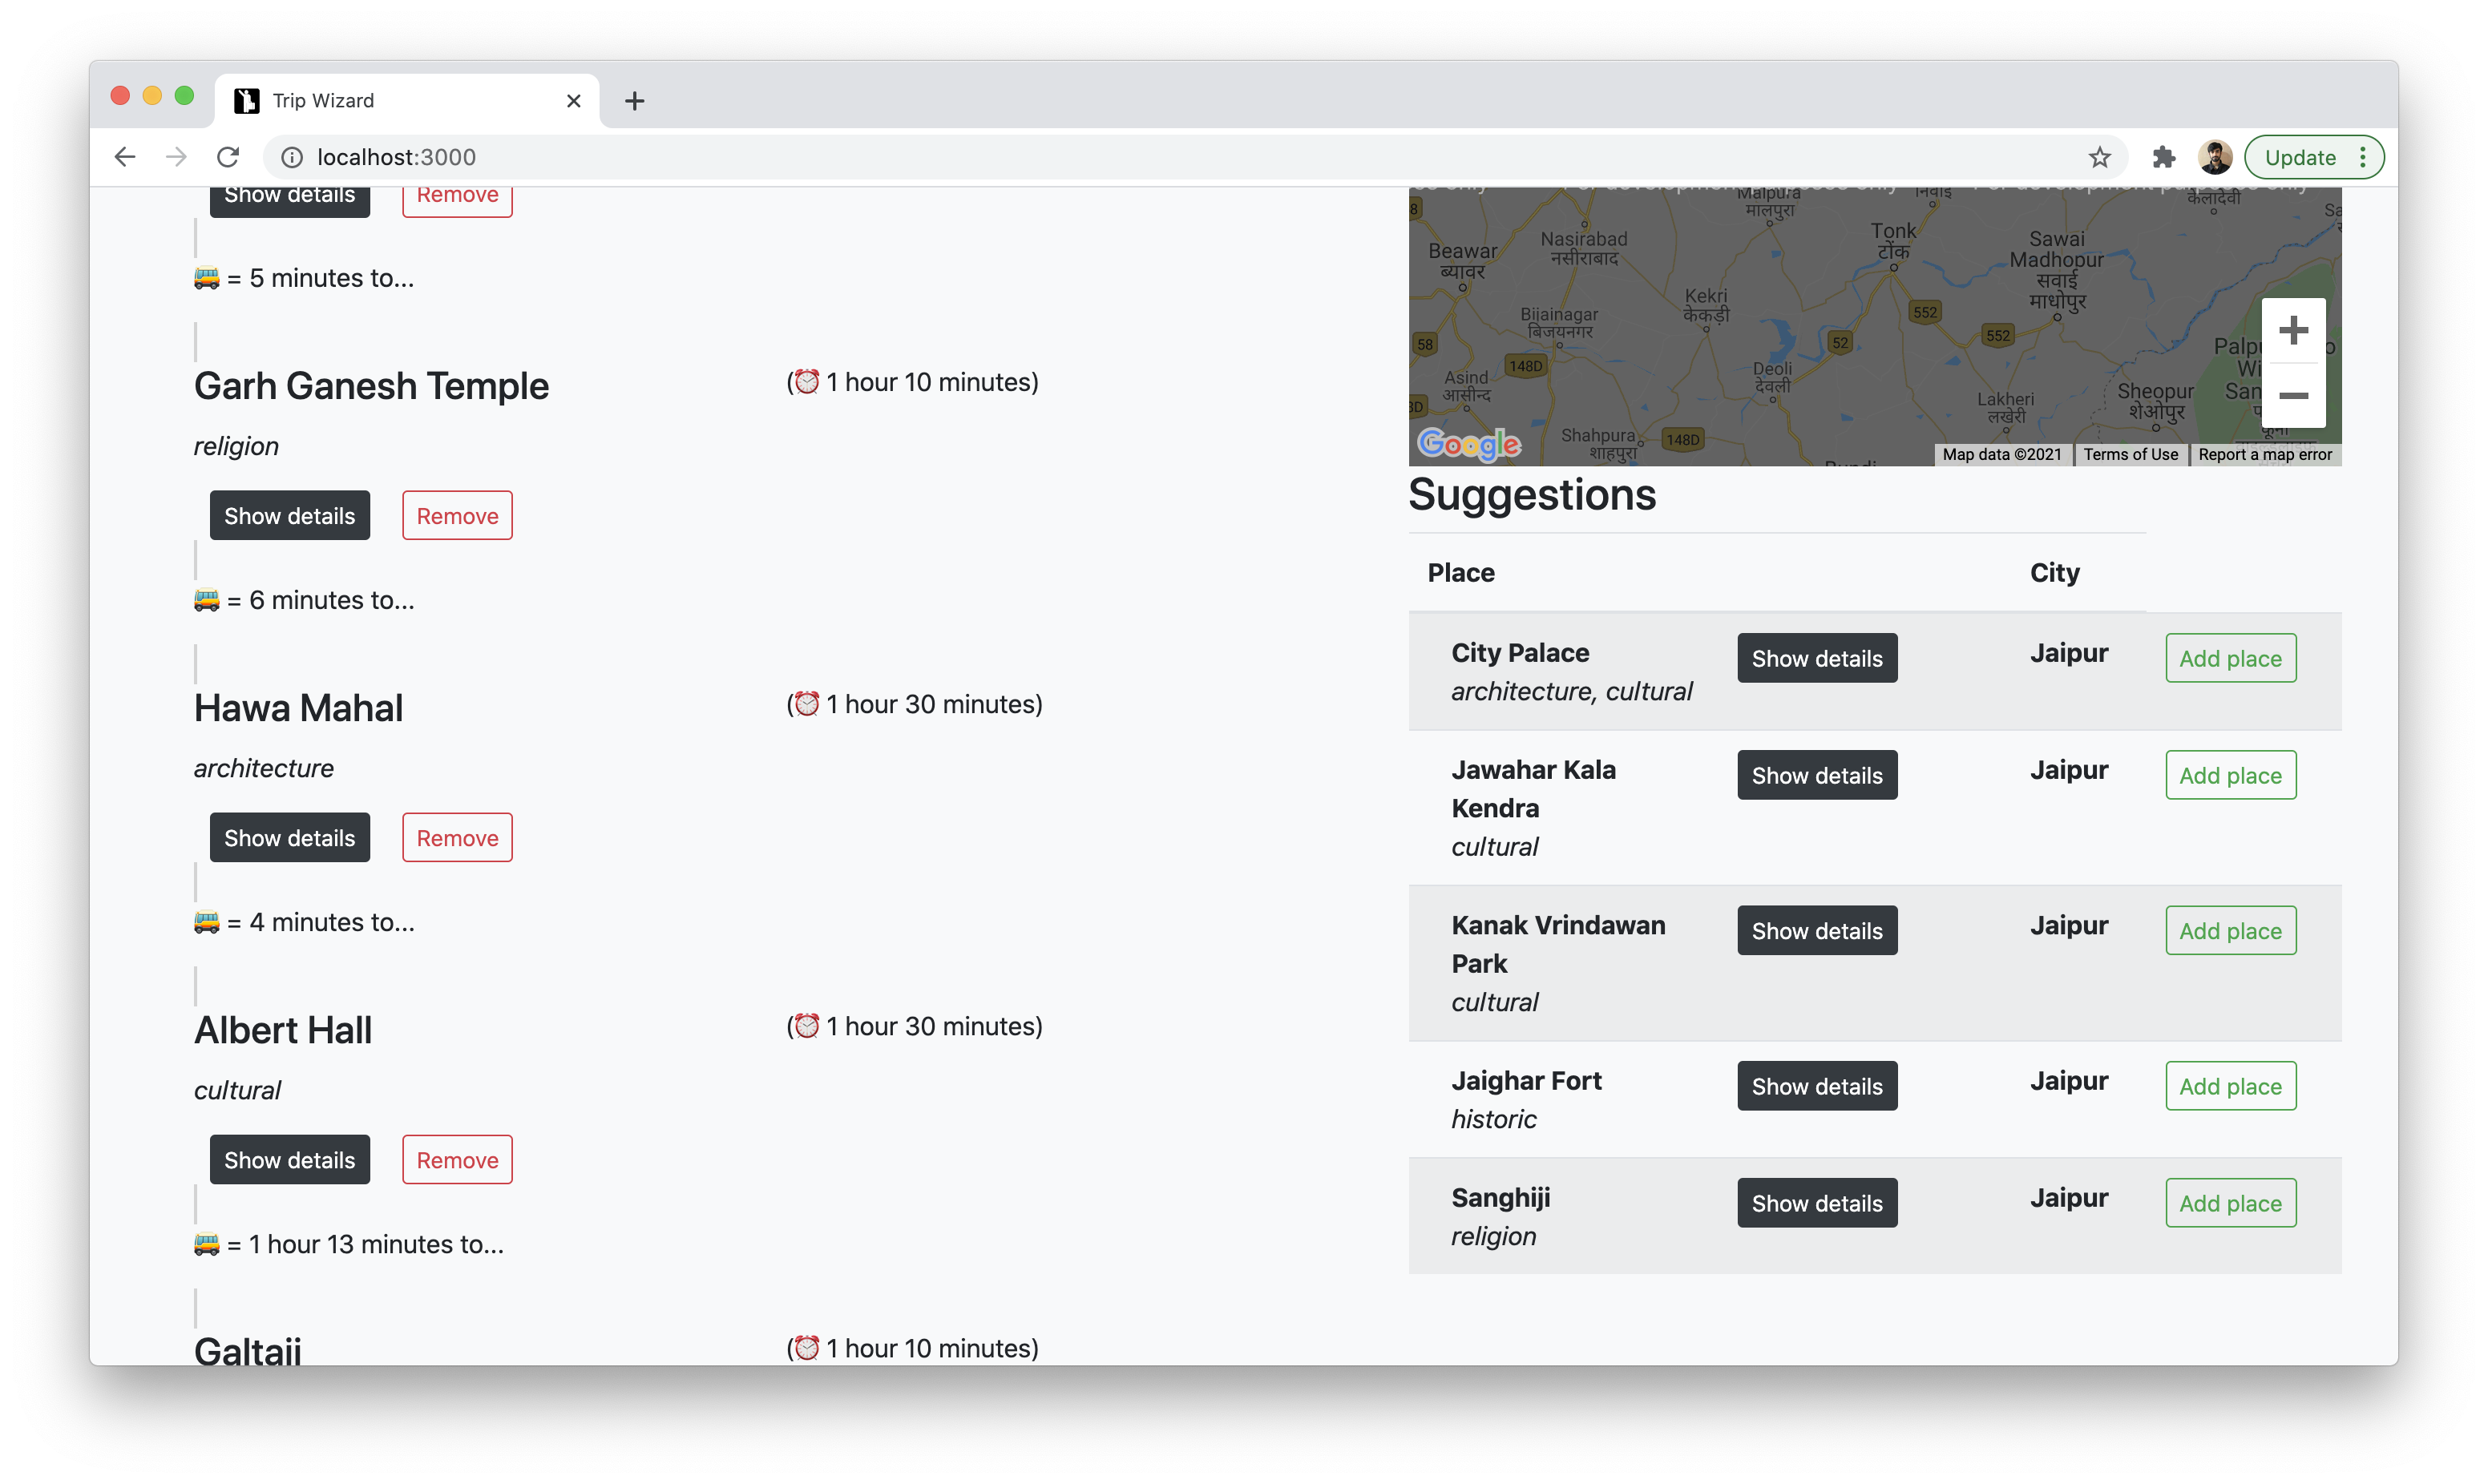 Trip Wizard
localhost:3000
Update
Show details
Remove
= 5 minutes to...
Garh Ganesh Temple
(⏰ 1 hour 10 minutes)
religion
Show details
Remove
= 6 minutes to...
Hawa Mahal
(⏰ 1 hour 30 minutes)
architecture
Show details
Remove
= 4 minutes to...
Albert Hall
(⏰ 1 hour 30 minutes)
cultural
Show details
Remove
= 1 hour 13 minutes to...
Galtaji
(⏰ 1 hour 10 minutes)
Malpura
मालपुरा
निवाई
केलादेवी
8
Beawar
ब्यावर
Nasirabad
नसीराबाद
Tonk
टोंक
Sawai
Madhopur
सवाई
माधोपुर
Kekri
केकड़ी
Bijainagar
बिजयनगर
552
552
58
52
148D
Asind
आसीन्द
Deoli
देवली
Lakheri
लखेरी
Sheopur
शेओपुर
Shahpura
शाहपुरा
148D
Google
Map data ©2021
Terms of Use
Report a map error
Suggestions
Place
City
City Palace
architecture, cultural
Show details
Jaipur
Add place
Jawahar Kala
Kendra
cultural
Show details
Jaipur
Add place
Kanak Vrindawan
Park
cultural
Show details
Jaipur
Add place
Jaighar Fort
historic
Show details
Jaipur
Add place
Sanghiji
religion
Show details
Jaipur
Add place